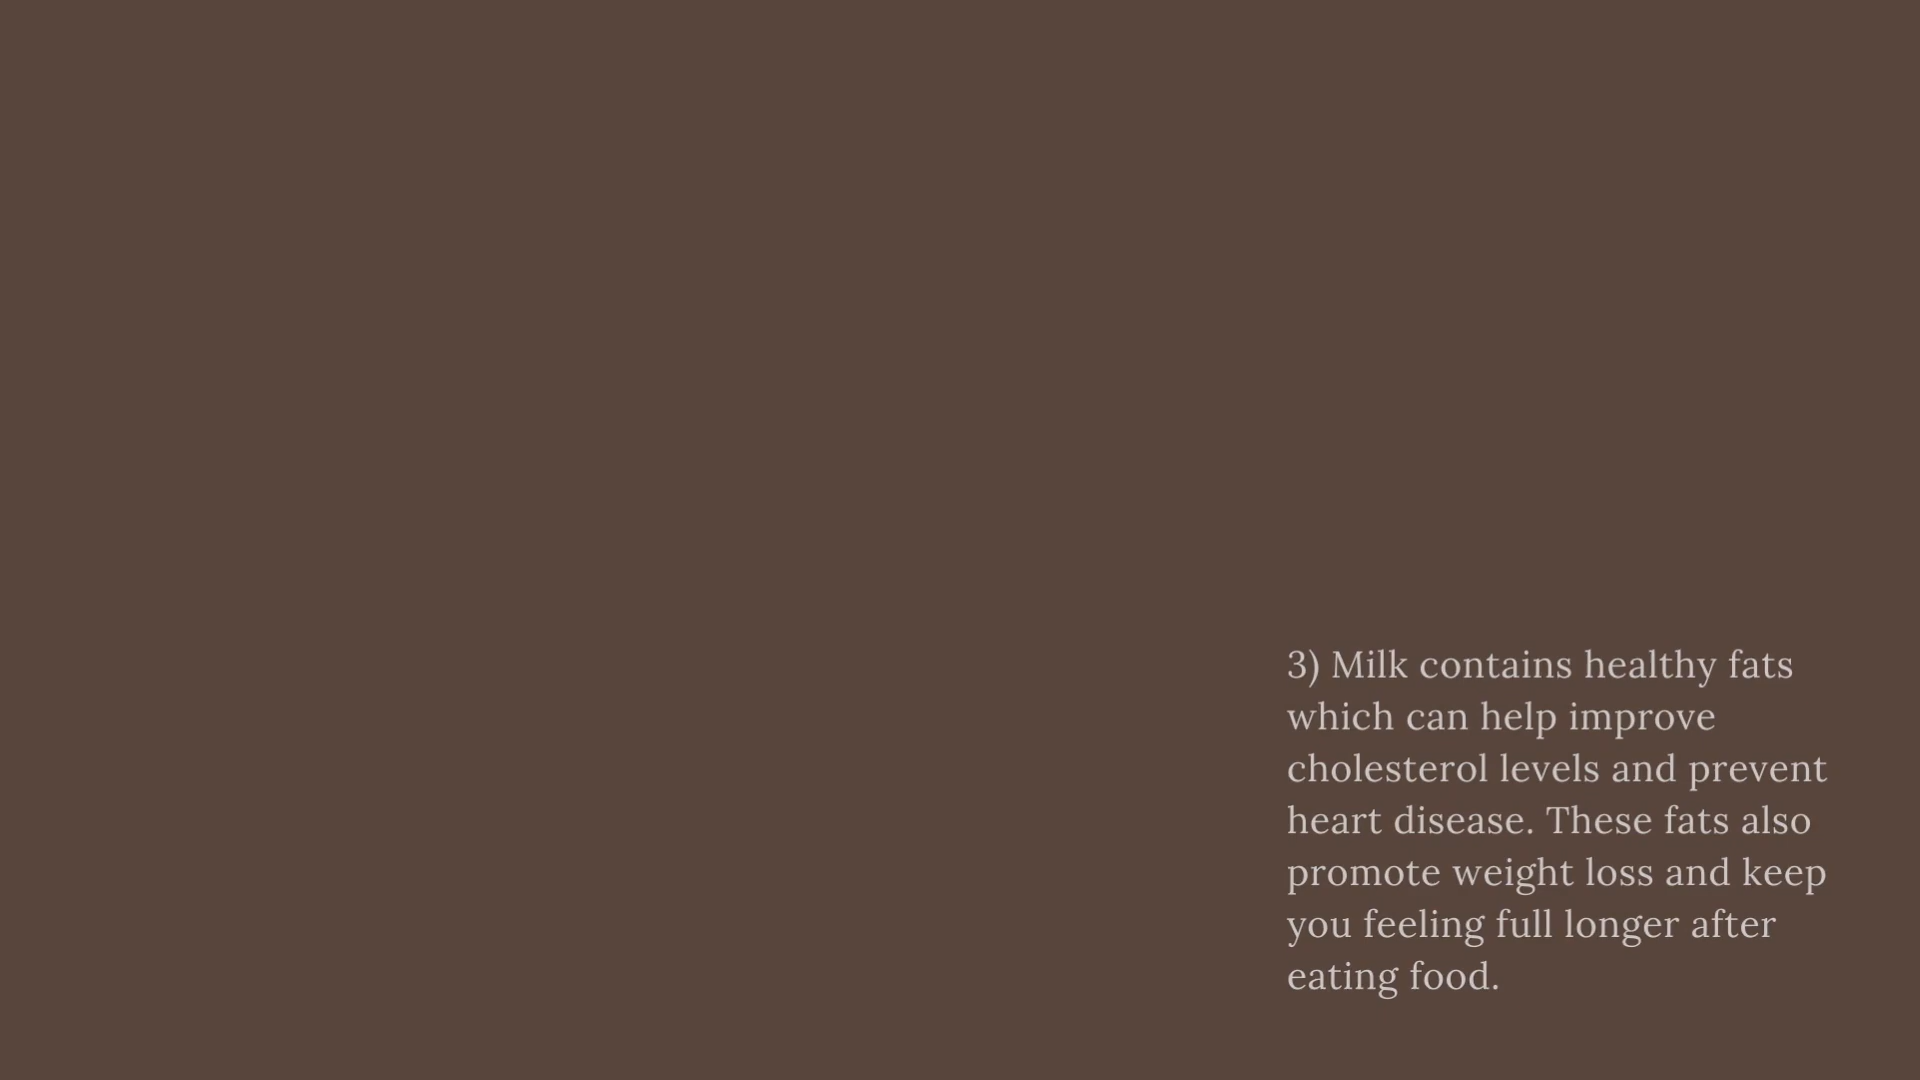 3) Milk contains healthy fats
which can help improve
cholesterol levels and prevent
heart disease. These fats also
promote weight loss and keep
you feeling full longer after
eating food.